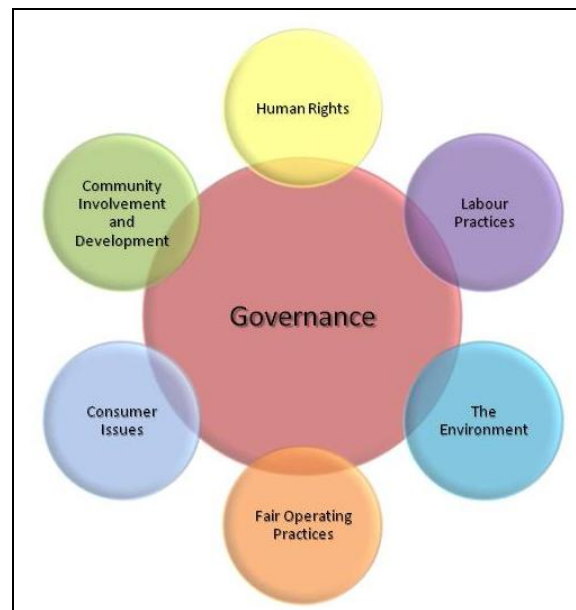 Human Rights
Labour
Practices
The
Environment
Fair Operating
Practices
Consumer
Issues
Community
Involvement
and
Development
Governance